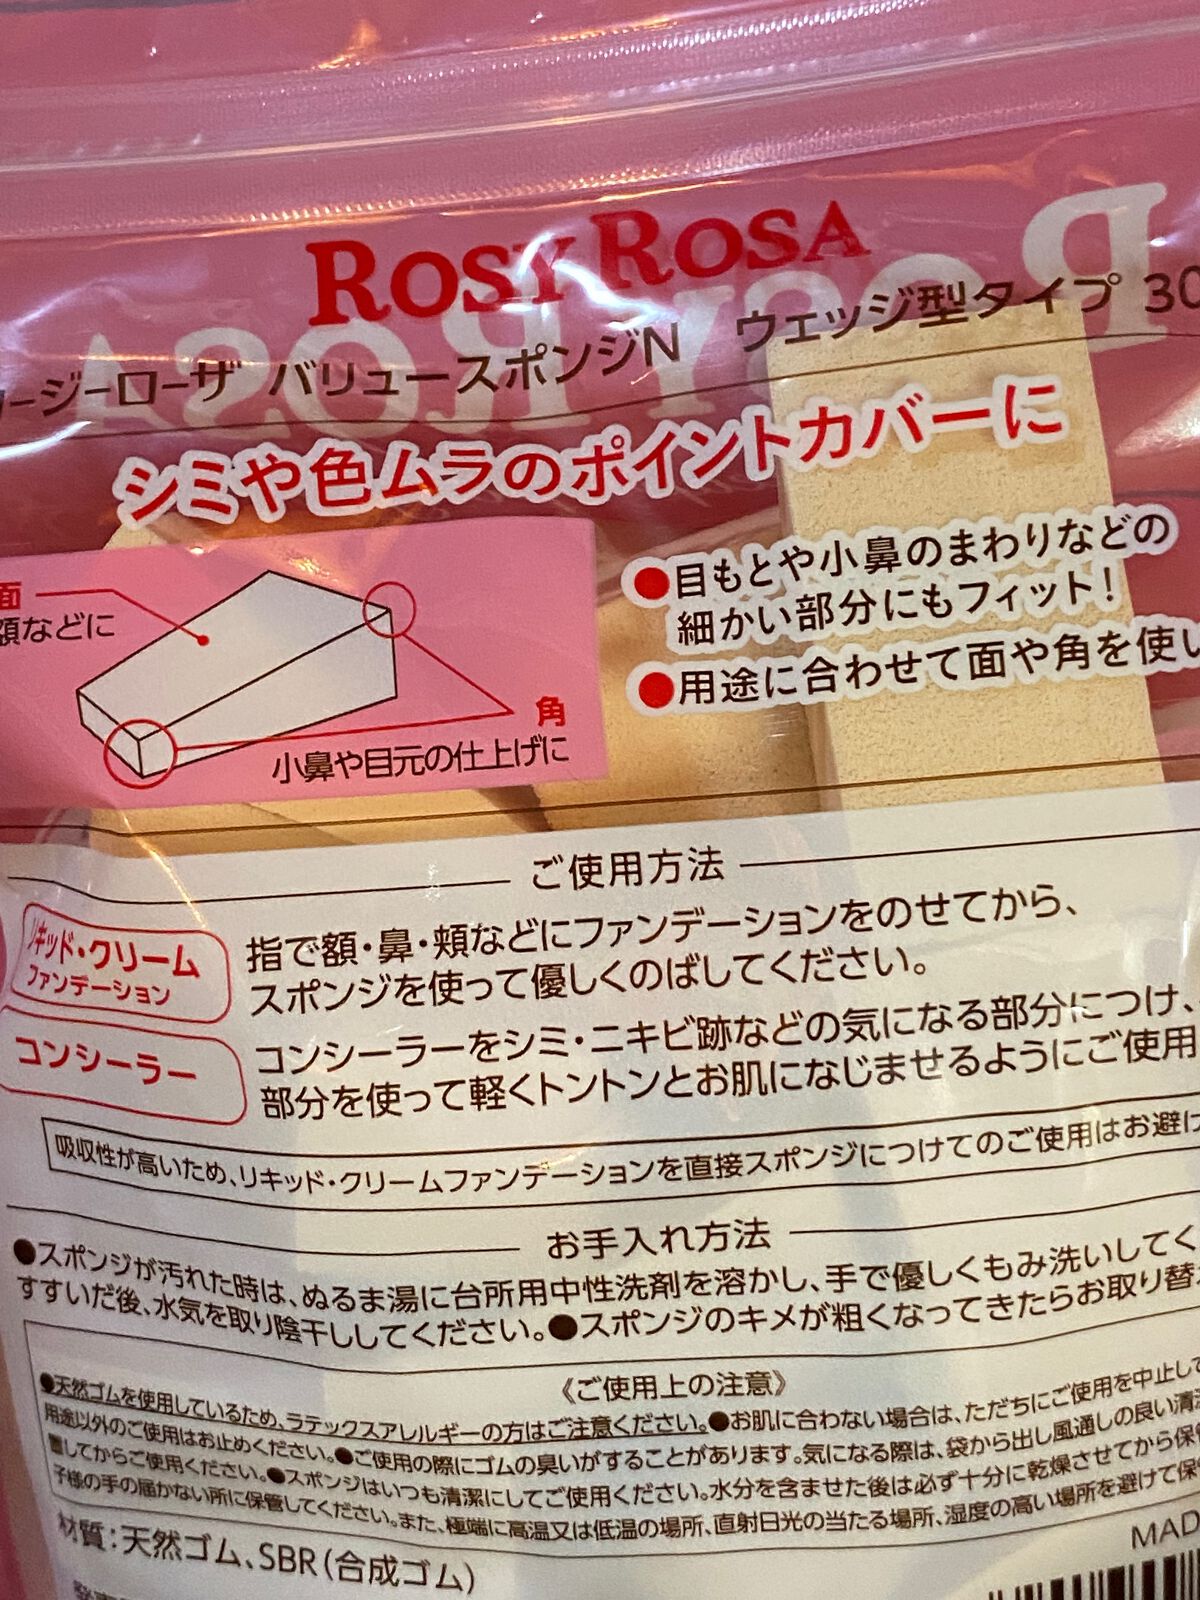 ROSY ROSA
ージーローザ バリュースポンジN ウェッジ型タイプ 30
シミや色ムラのポイントカバーに
面
額などに
角
小鼻や目元の仕上げに
●目もとや小鼻のまわりなどの
細かい部分にもフィット!
●用途に合わせて面や角を使い
ご使用方法
リキッド・クリーム
ファンデーション
指で額・鼻・頬などにファンデーションをのせてから、
スポンジを使って優しくのばしてください。
コンシーラー
コンシーラーをシミ・ニキビ跡などの気になる部分につけ、
部分を使って軽くトントンとお肌になじませるようにご使用
吸収性が高いため、リキッド・クリームファンデーションを直接スポンジにつけてのご使用はお避け
お手入れ方法
●スポンジが汚れた時は、ぬるま湯に台所用中性洗剤を溶かし、手で優しくもみ洗いしてく
すすいだ後、水気を取り陰干ししてください。●スポンジのキメが粗くなってきたらお取り替え
《ご使用上の注意》
●天然ゴムを使用しているため、ラテックスアレルギーの方はご注意ください。●お肌に合わない場合は、ただちにご使用を中止して
用途以外のご使用はお止めください。●ご使用の際にゴムの臭いがすることがあります。気になる際は、袋から出し風通しの良い清潔
してからご使用ください。●スポンジはいつも清潔にしてご使用ください。水分を含ませた後は必ず十分に乾燥させてから保
子様の手の届かない所に保管してください。また、極端に高温又は低温の場所、直射日光の当たる場所、湿度の高い場所を避けて保
材質:天然ゴム、SBR(合成ゴム)
MAD